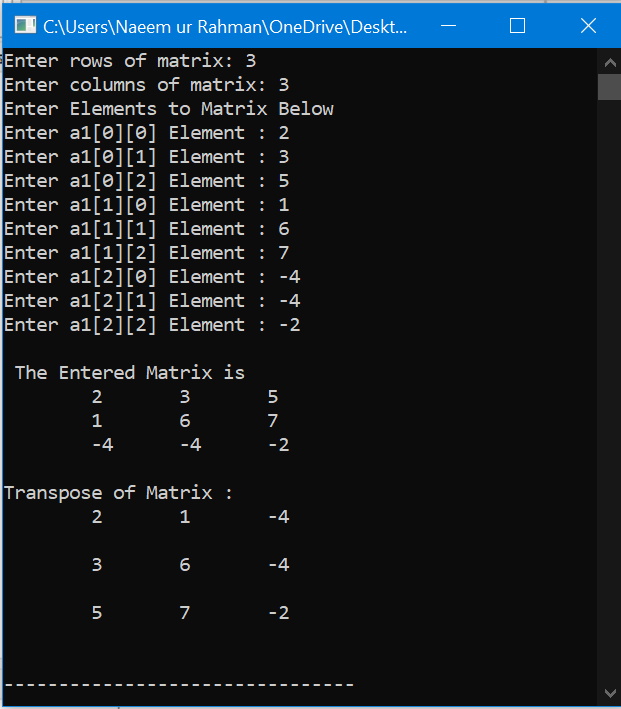 C:\Users\Naeem ur Rahman\OneDrive\Deskt...
Enter rows of matrix: 3
Enter columns of matrix: 3
Enter Elements to Matrix Below
Enter a1[0][0] Element : 2
Enter a1[0][1] Element : 3
Enter a1[0][2] Element : 5
Enter a1[1][0] Element : 1
Enter a1[1][1] Element : 6
Enter a1[1][2] Element : 7
Enter a1[2][0] Element : -4
Enter a1[2][1] Element : -4
Enter a1[2][2] Element : -2
The Entered Matrix is
2 3 5
1 6 7
-4 -4 -2
Transpose of Matrix :
2 1 -4
3 6 -4
5 7 -2
--------------------------------